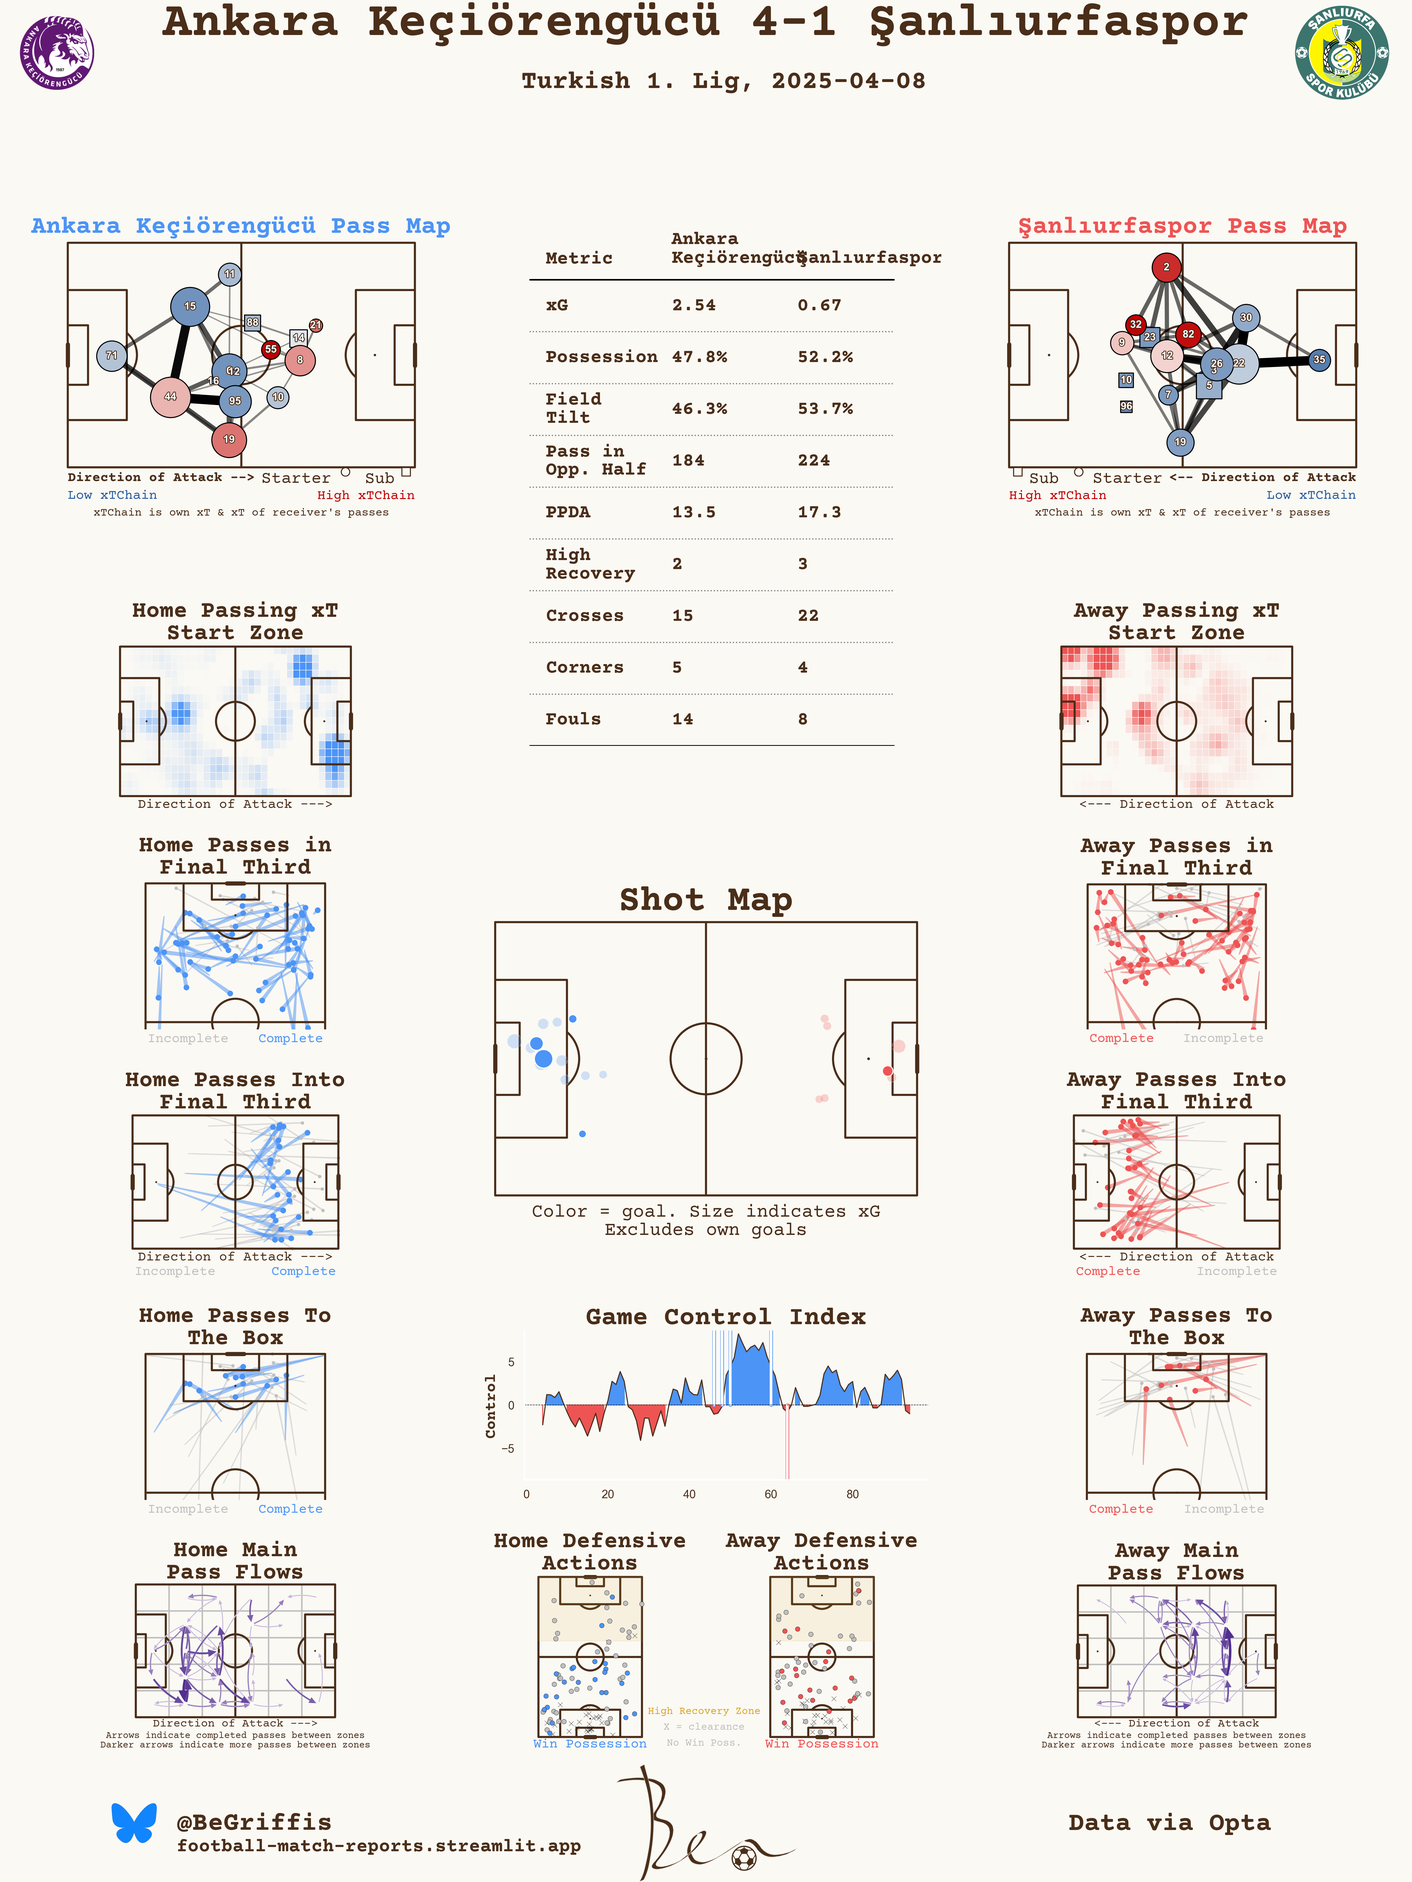 Ankara Keçiörengücü 4-1 Şanlıurfaspor
Turkish 1. Lig, 2025-04-08
ANKARA KEÇİÖRENGÜCÜ
1987
ŞANLIURFA
SPOR KULÜBÜ
Ankara Keçiörengücü Pass Map
11
15
88
21
14
55
8
71
12
16
44
95
10
19
Direction of Attack --> Starter Sub
Low xTChain High xTChain
xTChain is own xT & xT of receiver's passes
Metric Ankara Keçiörengücü Şanlıurfaspor
xG 2.54 0.67
Possession 47.8% 52.2%
Field Tilt 46.3% 53.7%
Pass in Opp. Half 184 224
PPDA 13.5 17.3
High Recovery 2 3
Crosses 15 22
Corners 5 4
Fouls 14 8
Şanlıurfaspor Pass Map
2
30
32
82
23
9
12
26
22
35
3
10
5
7
96
19
Sub Starter <-- Direction of Attack
High xTChain Low xTChain
xTChain is own xT & xT of receiver's passes
Home Passing xT
Start Zone
Direction of Attack --->
Away Passing xT
Start Zone
<--- Direction of Attack
Home Passes in
Final Third
Incomplete Complete
Away Passes in
Final Third
Complete Incomplete
Shot Map
Color = goal. Size indicates xG
Excludes own goals
Home Passes Into
Final Third
Direction of Attack --->
Incomplete Complete
Away Passes Into
Final Third
<--- Direction of Attack
Complete Incomplete
Home Passes To
The Box
Incomplete Complete
Game Control Index
Control
5
0
−5
0 20 40 60 80
Away Passes To
The Box
Complete Incomplete
Home Main
Pass Flows
Direction of Attack --->
Arrows indicate completed passes between zones
Darker arrows indicate more passes between zones
Home Defensive
Actions
Win Possession
Away Defensive
Actions
Win Possession
High Recovery Zone
X = clearance
No Win Poss.
Away Main
Pass Flows
<--- Direction of Attack
Arrows indicate completed passes between zones
Darker arrows indicate more passes between zones
@BeGriffis
football-match-reports.streamlit.app
Ben
Data via Opta